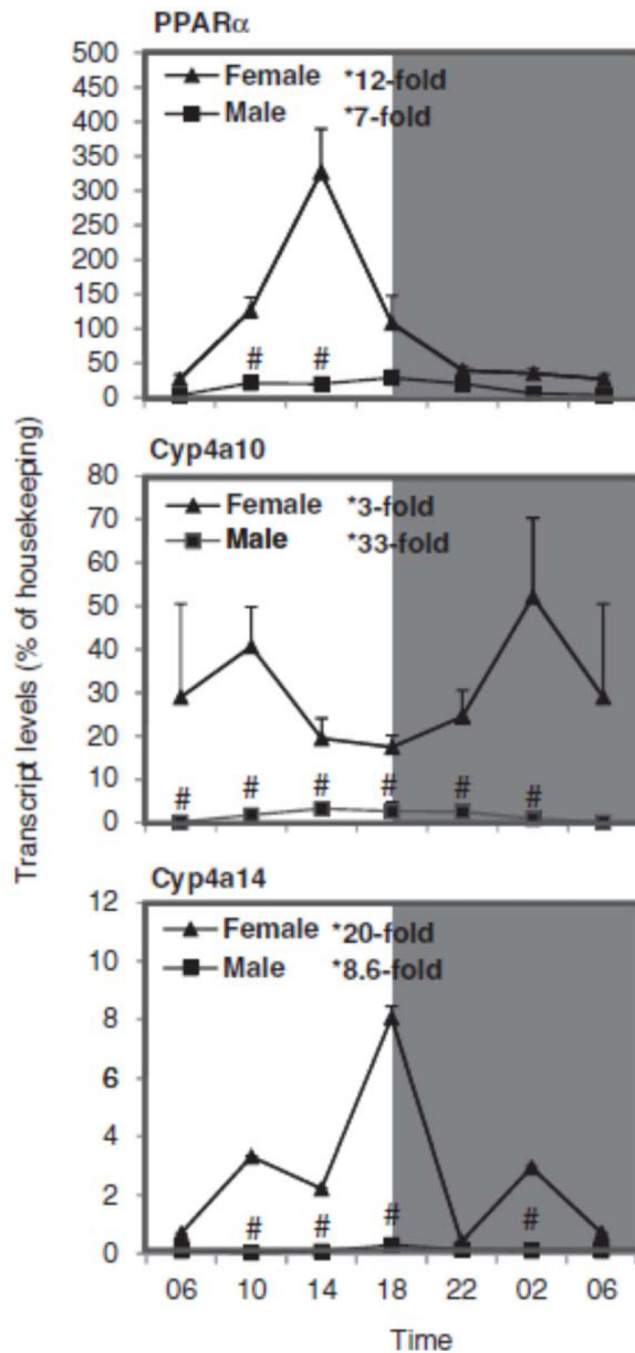 PPARα
500
450
400
350
300
250
200
150
100
50
0
Female *12-fold
Male *7-fold
# #
Transcript levels (% of housekeeping)
Cyp4a10
80
70
60
50
40
30
20
10
0
Female *3-fold
Male *33-fold
# # # # # #
Cyp4a14
12
10
8
6
4
2
0
Female *20-fold
Male *8.6-fold
# # # #
06 10 14 18 22 02 06
Time